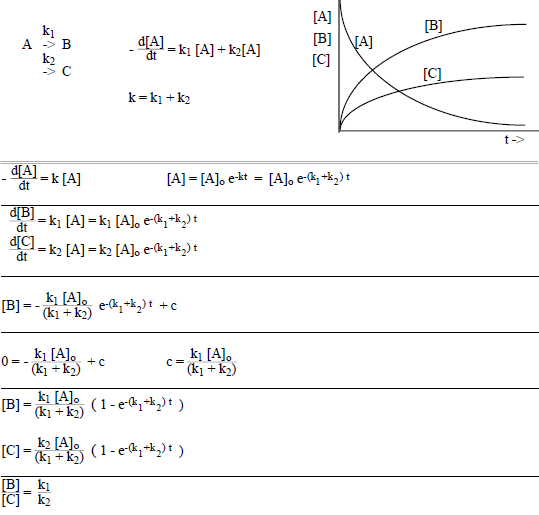 k₁
A -> B
k₂
-> C
- d[A]/dt = k₁ [A] + k₂[A]
k = k₁ + k₂
[A]
[B]
[C]
[A]
[B]
[C]
t ->
- d[A]/dt = k [A]
[A] = [A]ₒ e-kt = [A]ₒ e-(k₁+k₂) t
d[B]/dt = k₁ [A] = k₁ [A]ₒ e-(k₁+k₂) t
d[C]/dt = k₂ [A] = k₂ [A]ₒ e-(k₁+k₂) t
[B] = - k₁ [A]ₒ/(k₁ + k₂) e-(k₁+k₂) t + c
0 = - k₁ [A]ₒ/(k₁ + k₂) + c
c = k₁ [A]ₒ/(k₁ + k₂)
[B] = k₁ [A]ₒ/(k₁ + k₂) ( 1 - e-(k₁+k₂) t )
[C] = k₂ [A]ₒ/(k₁ + k₂) ( 1 - e-(k₁+k₂) t )
[B]/[C] = k₁/k₂